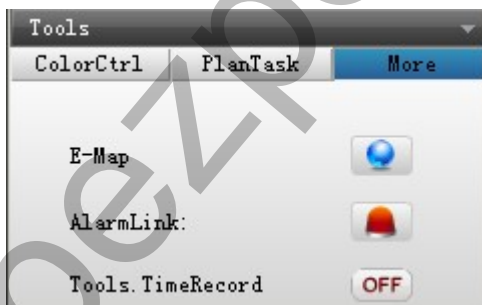 Tools
ColorCtrl PlanTask More
E-Map
AlarmLink:
Tools.TimeRecord OFF